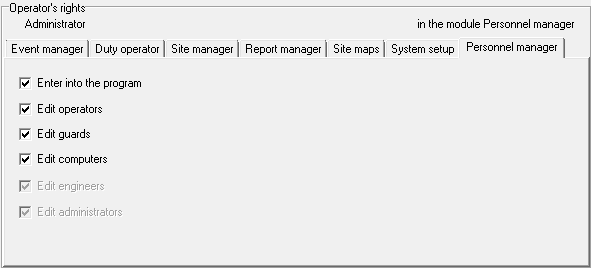 Operator's rights
Administrator in the module Personnel manager
Event manager Duty operator Site manager Report manager Site maps System setup Personnel manager
Enter into the program
Edit operators
Edit guards
Edit computers
Edit engineers
Edit administrators